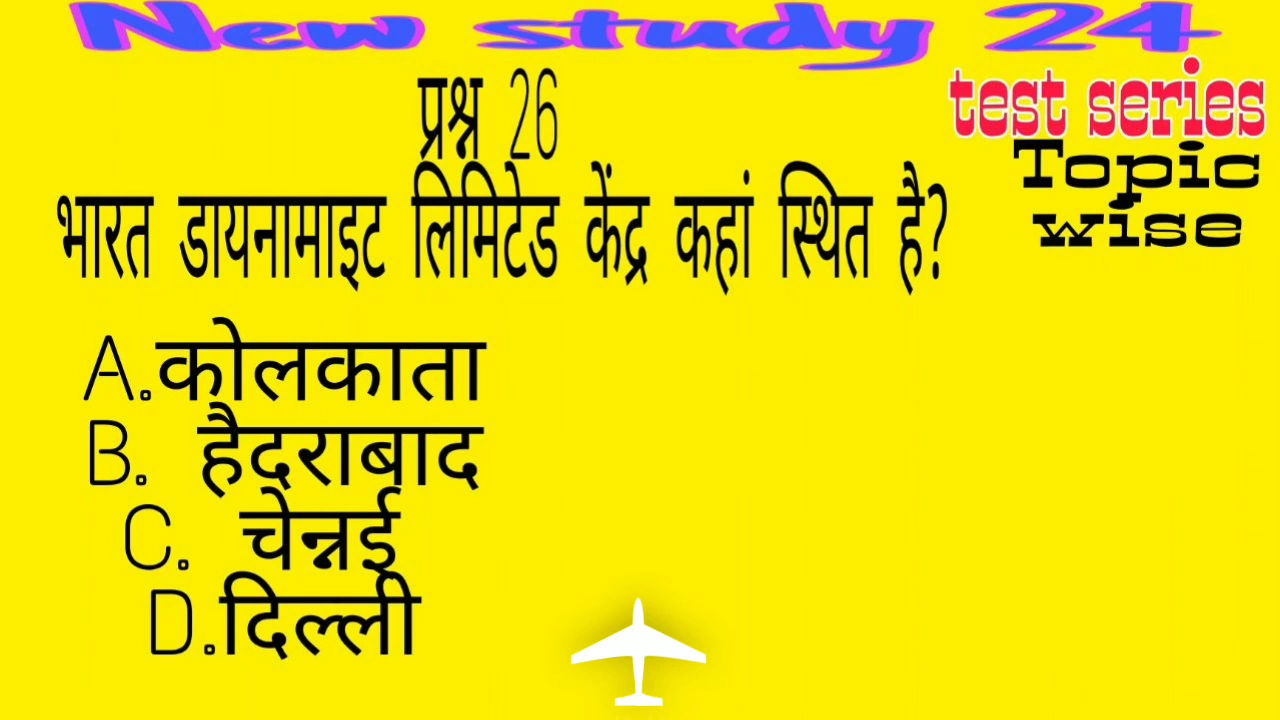 New study 24
test series
Topic
wise
प्रश्न 26
भारत डायनामाइट लिमिटेड केंद्र कहां स्थित है?
A.कोलकाता
B. हैदराबाद
C. चेन्नई
D.दिल्ली